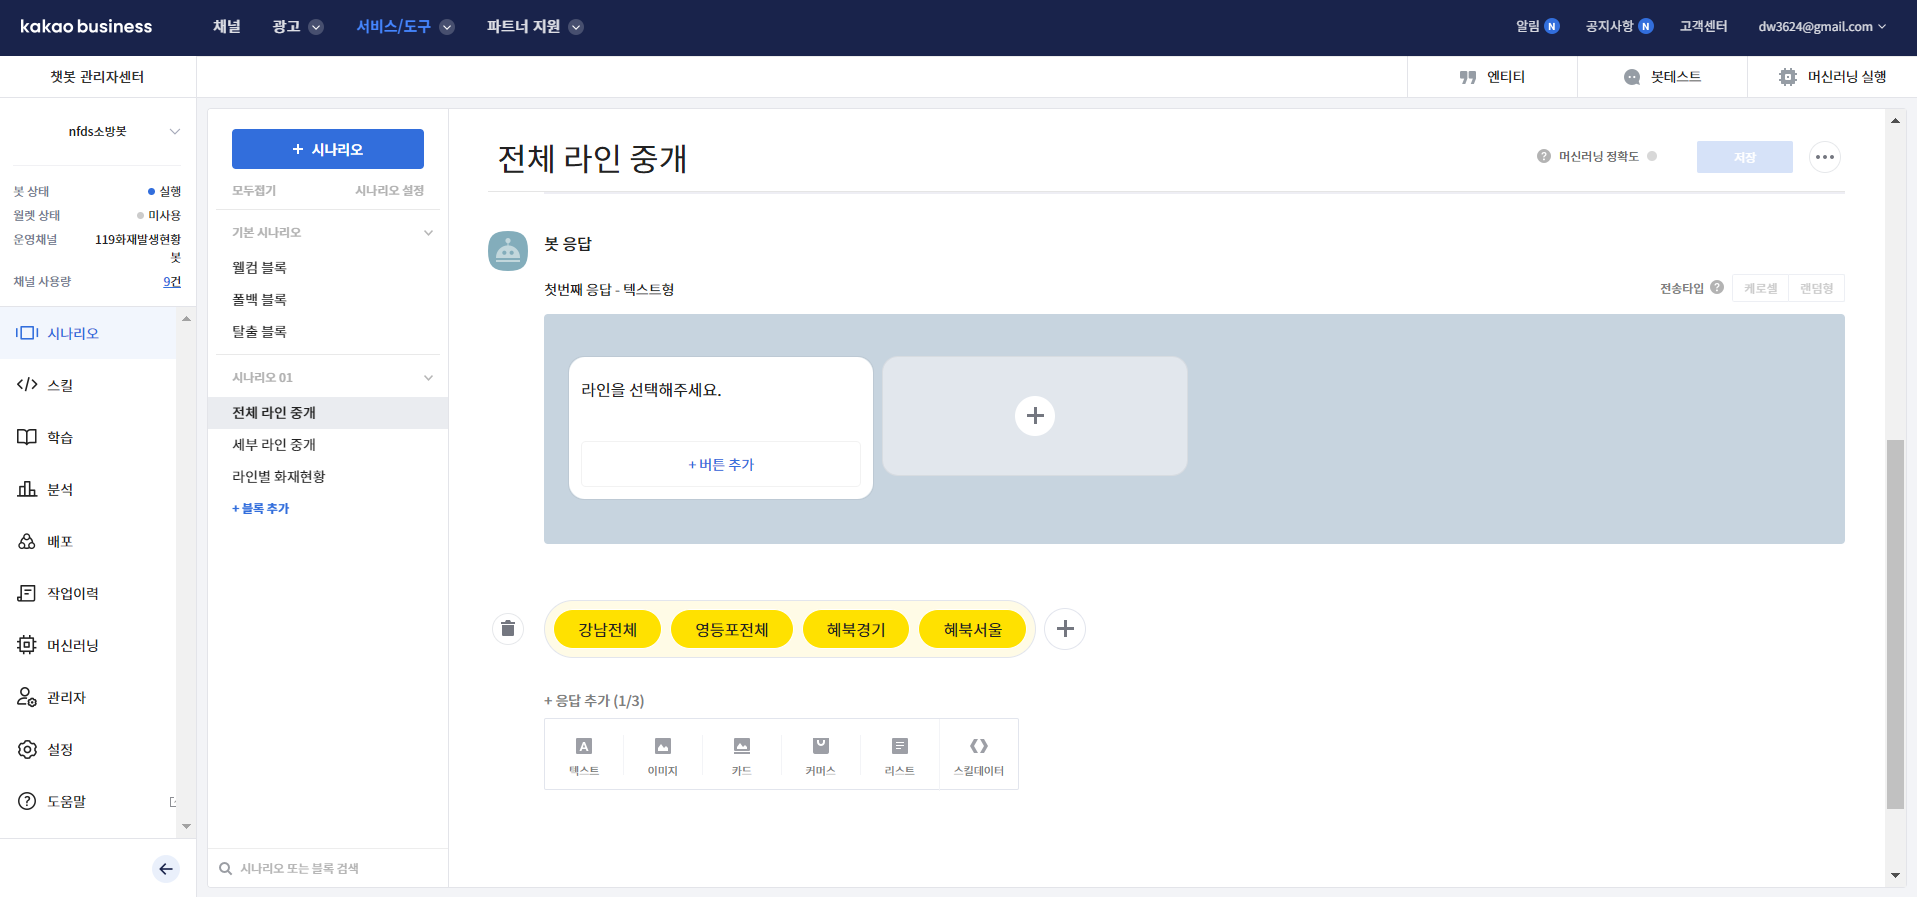 kakao business
채널
광고
서비스/도구
파트너 지원
알림 N
공지사항 N
고객센터
dw3624@gmail.com
챗봇 관리자센터
엔티티
봇테스트
머신러닝 실행
nfds소방봇
봇 상태 실행
월렛 상태 미사용
운영채널 119화재발생현황
봇
채널 사용량 9건
시나리오
스킬
학습
분석
배포
작업이력
머신러닝
관리자
설정
도움말
+ 시나리오
모두접기 시나리오 설정
기본 시나리오
웰컴 블록
폴백 블록
탈출 블록
시나리오 01
전체 라인 중개
세부 라인 중개
라인별 화재현황
+ 블록 추가
시나리오 또는 블록 검색
전체 라인 중개
? 머신러닝 정확도
저장
봇 응답
첫번째 응답 - 텍스트형
전송타입 ? 케로셀 랜덤형
라인을 선택해주세요.
+ 버튼 추가
강남전체 영등포전체 혜북경기 혜북서울
+ 응답 추가 (1/3)
A
텍스트 이미지 카드 커머스 리스트 스킬데이터